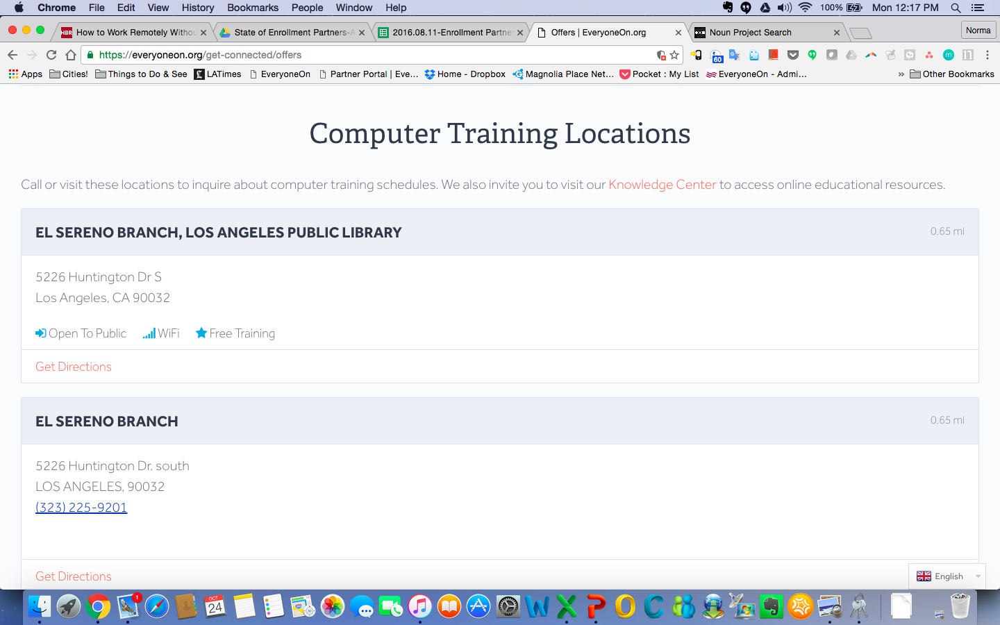 Chrome File Edit View History Bookmarks People Window Help 100% Mon 12:17 PM
HBR How to Work Remotely Witho State of Enrollment Partners-A 2016.08.11-Enrollment Partne Offers | EveryoneOn.org Noun Project Search Norma
https://everyoneon.org/get-connected/offers 60
Apps Cities! Things to Do & See LATimes EveryoneOn Partner Portal | Eve... Home - Dropbox Magnolia Place Net... Pocket : My List EveryoneOn - Admi... » Other Bookmarks
Computer Training Locations
Call or visit these locations to inquire about computer training schedules. We also invite you to visit our Knowledge Center to access online educational resources.
EL SERENO BRANCH, LOS ANGELES PUBLIC LIBRARY 0.65 mi
5226 Huntington Dr S
Los Angeles, CA 90032
Open To Public WiFi Free Training
Get Directions
EL SERENO BRANCH 0.65 mi
5226 Huntington Dr. south
LOS ANGELES, 90032
(323) 225-9201
Get Directions
English
1 OCT 24